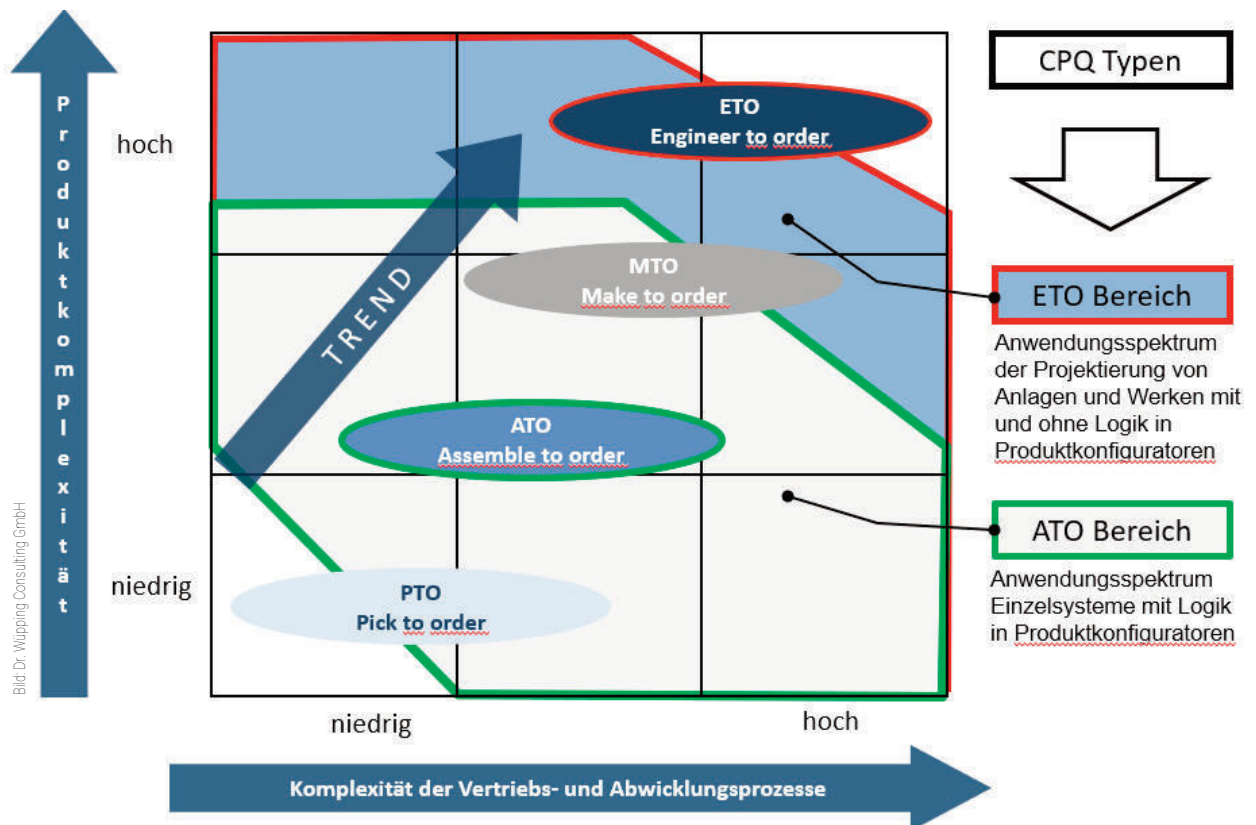 Produktkomplexität
hoch
niedrig
ETO
Engineer to order
MTO
Make to order
TREND
ATO
Assemble to order
PTO
Pick to order
niedrig
hoch
Komplexität der Vertriebs- und Abwicklungsprozesse
CPQ Typen
ETO Bereich
Anwendungsspektrum
der Projektierung von
Anlagen und Werken mit
und ohne Logik in
Produktkonfiguratoren
ATO Bereich
Anwendungsspektrum
Einzelsysteme mit Logik
in Produktkonfiguratoren
Bild: Dr. Wüpping Consulting GmbH